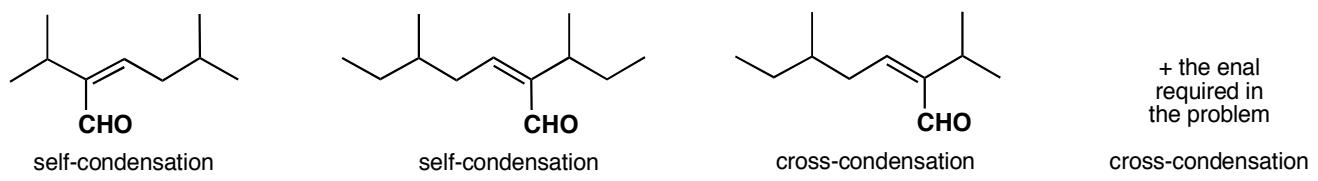 CHO
self-condensation
CHO
self-condensation
CHO
cross-condensation
+ the enal
required in
the problem
cross-condensation